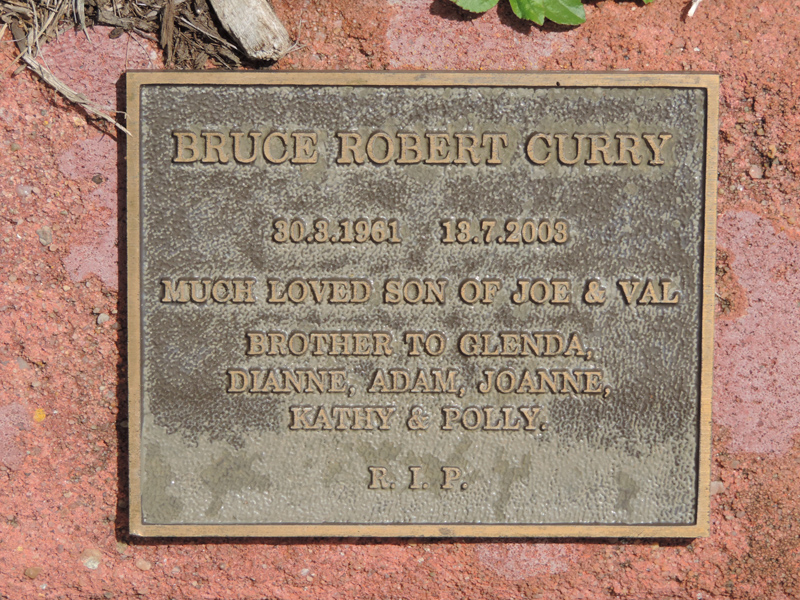 BRUCE ROBERT CURRY
30.3.1961 13.7.2003
MUCH LOVED SON OF JOE & VAL
BROTHER TO GLENDA,
DIANNE, ADAM, JOANNE,
KATHY & POLLY.
R. I. P.